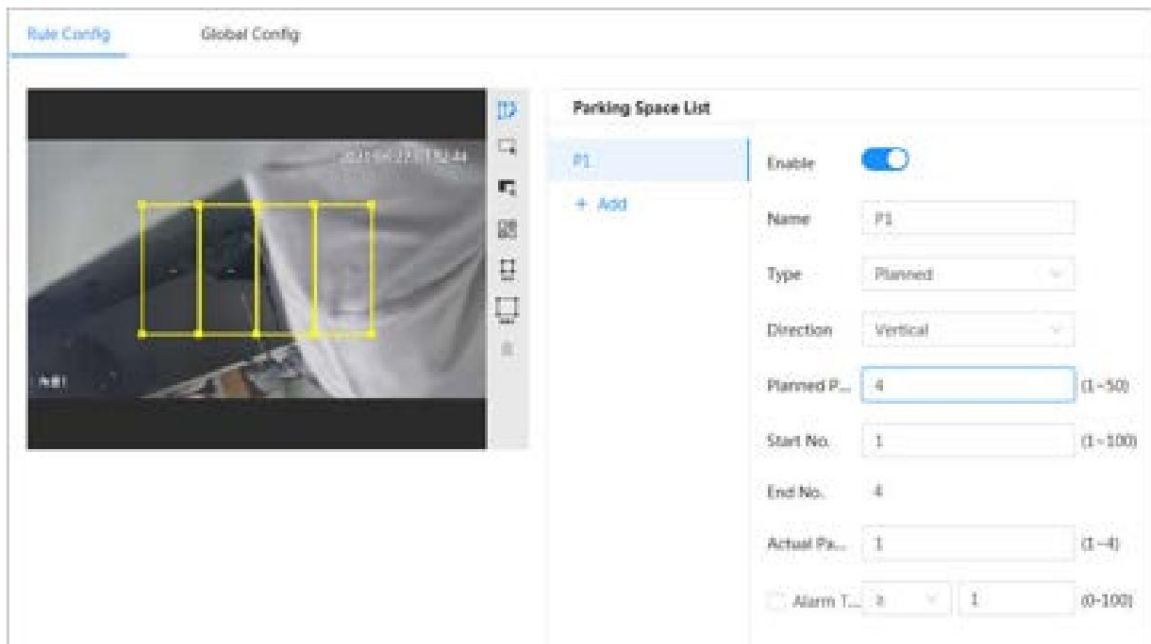 Rule Config Global Config
Parking Space List
P1
+ Add
Enable
Name P1
Type Planned
Direction Vertical
Planned P... 4 (1~50)
Start No. 1 (1~100)
End No. 4
Actual Pa... 1 (1~4)
Alarm T... ≥ 1 (0~100)